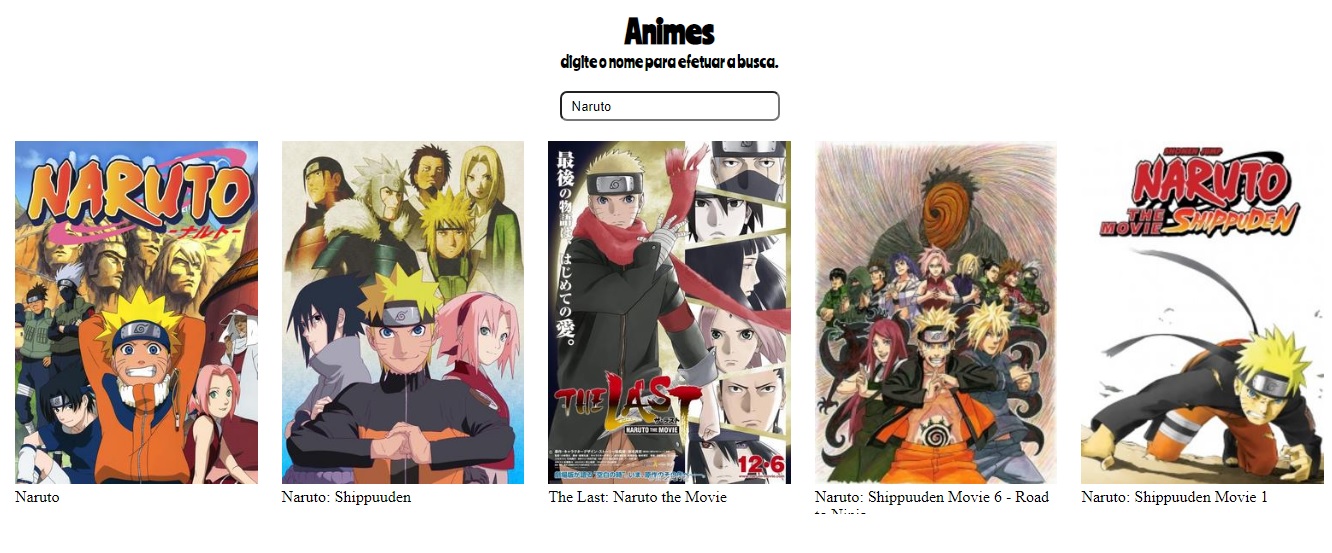 Animes
digite o nome para efetuar a busca.
Naruto
NARUTO
-ナルト-
最後の物語は、はじめての愛。
THE LAST
NARUTO THE MOVIE
12•6
NARUTO
THE
MOVIE
SHIPPUDEN
Naruto
Naruto: Shippuuden
The Last: Naruto the Movie
Naruto: Shippuuden Movie 6 - Road
to Ninja
Naruto: Shippuuden Movie 1